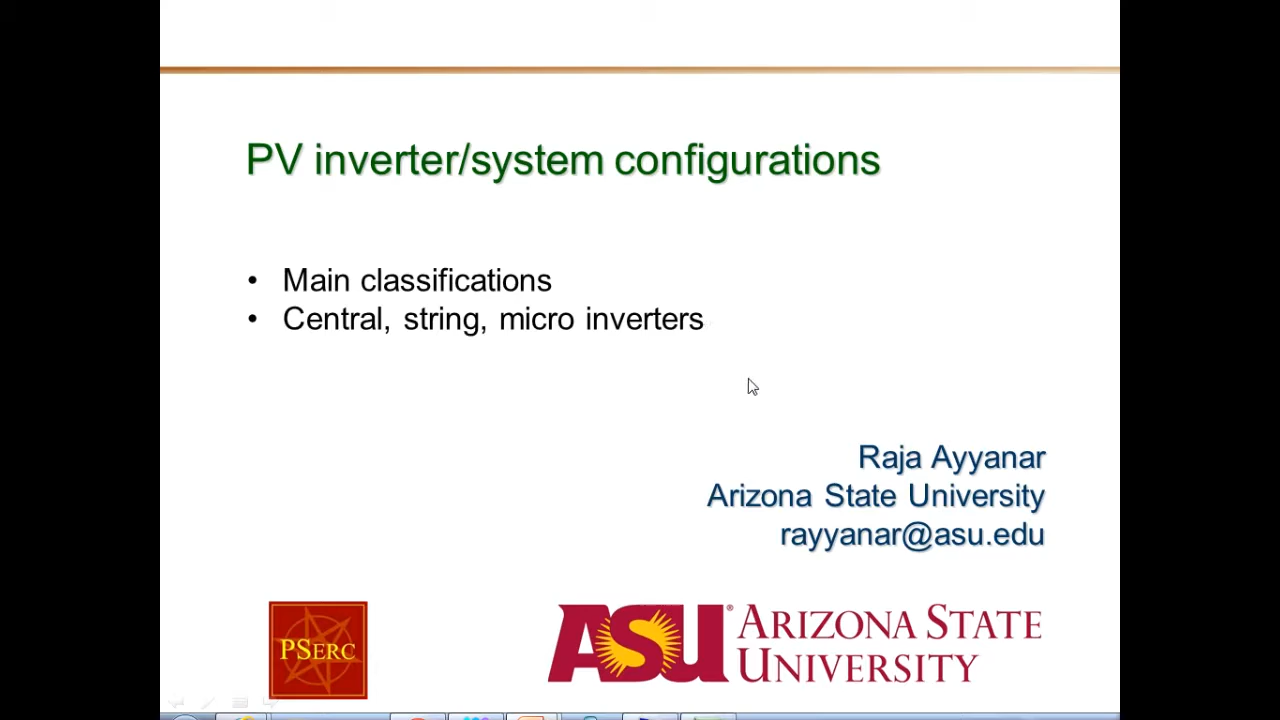 PV inverter/system configurations
• Main classifications
• Central, string, micro inverters
Raja Ayyanar
Arizona State University
rayyanar@asu.edu
PSERC
ASU® ARIZONA STATE
UNIVERSITY